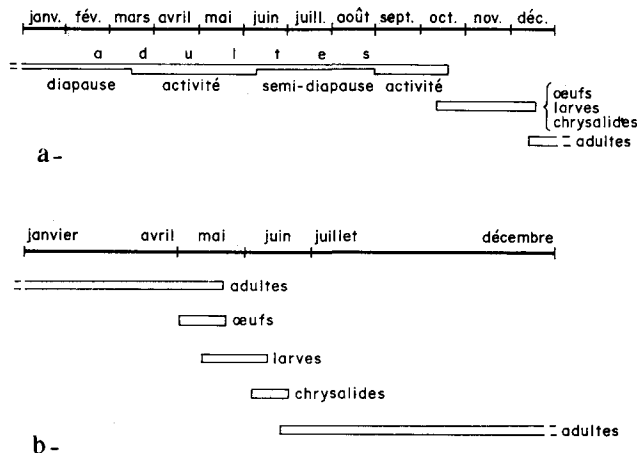 janv. fév. mars avril mai juin juill. août sept. oct. nov. déc.
a d u l t e s
diapause activité semi-diapause activité
œufs
larves
chrysalides
adultes
a-
janvier avril mai juin juillet décembre
adultes
œufs
larves
chrysalides
adultes
b-